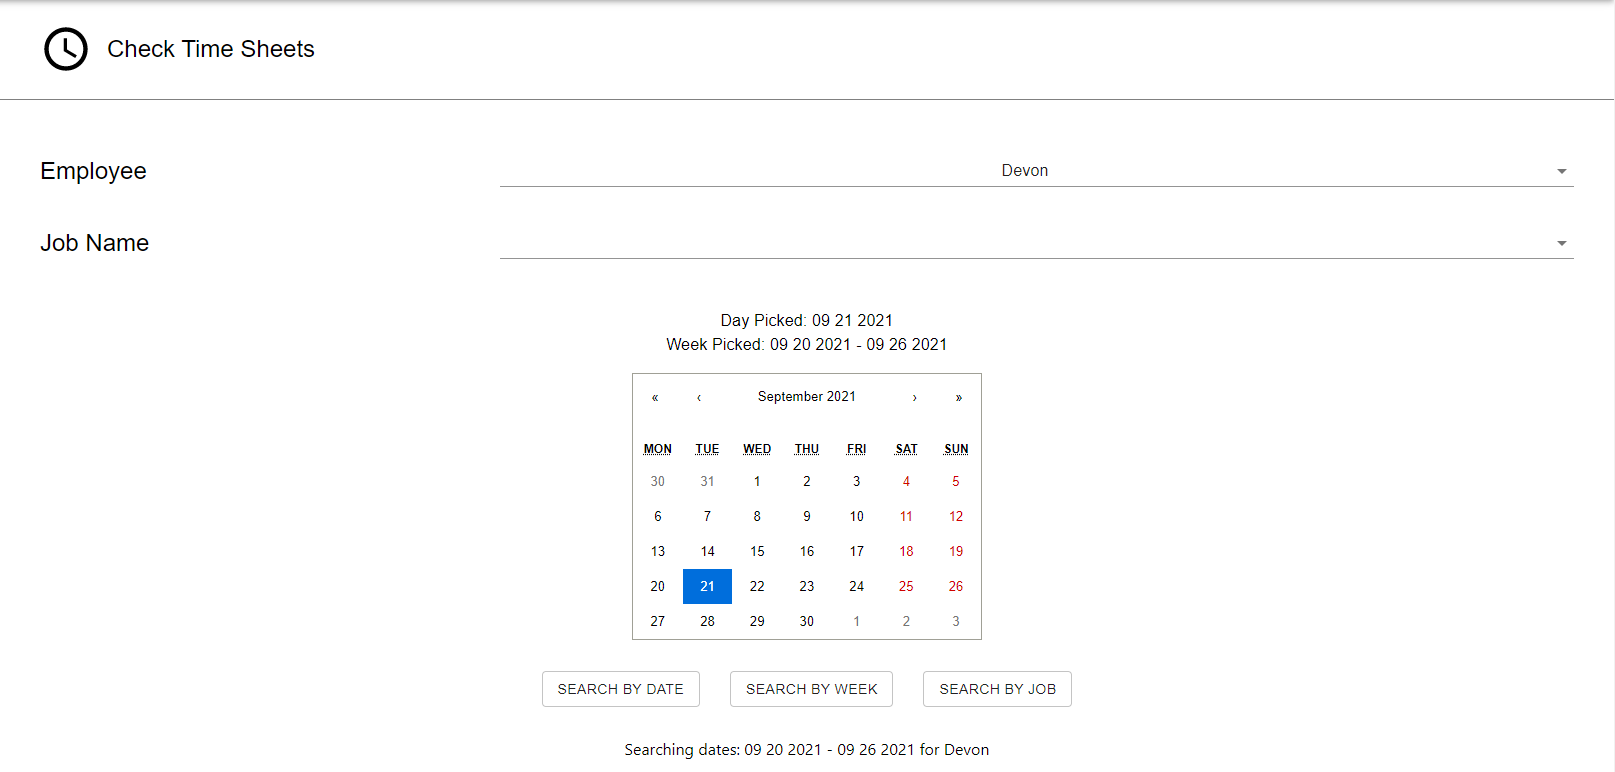 Check Time Sheets
Employee
Devon
Job Name
Day Picked: 09 21 2021
Week Picked: 09 20 2021 - 09 26 2021
« ‹ September 2021 › »
MON TUE WED THU FRI SAT SUN
30 31 1 2 3 4 5
6 7 8 9 10 11 12
13 14 15 16 17 18 19
20 21 22 23 24 25 26
27 28 29 30 1 2 3
SEARCH BY DATE SEARCH BY WEEK SEARCH BY JOB
Searching dates: 09 20 2021 - 09 26 2021 for Devon